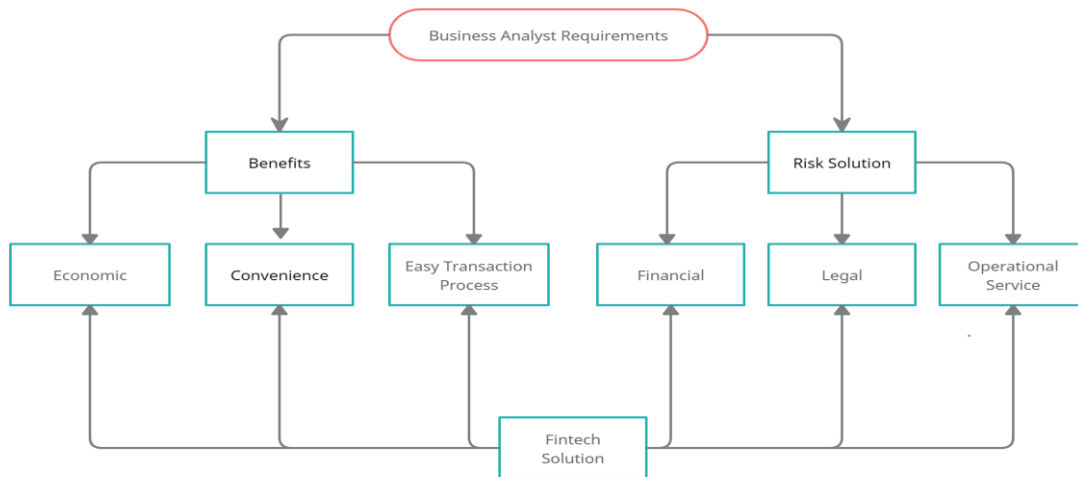 Business Analyst Requirements
Benefits
Risk Solution
Economic
Convenience
Easy Transaction
Process
Financial
Legal
Operational
Service
Fintech
Solution